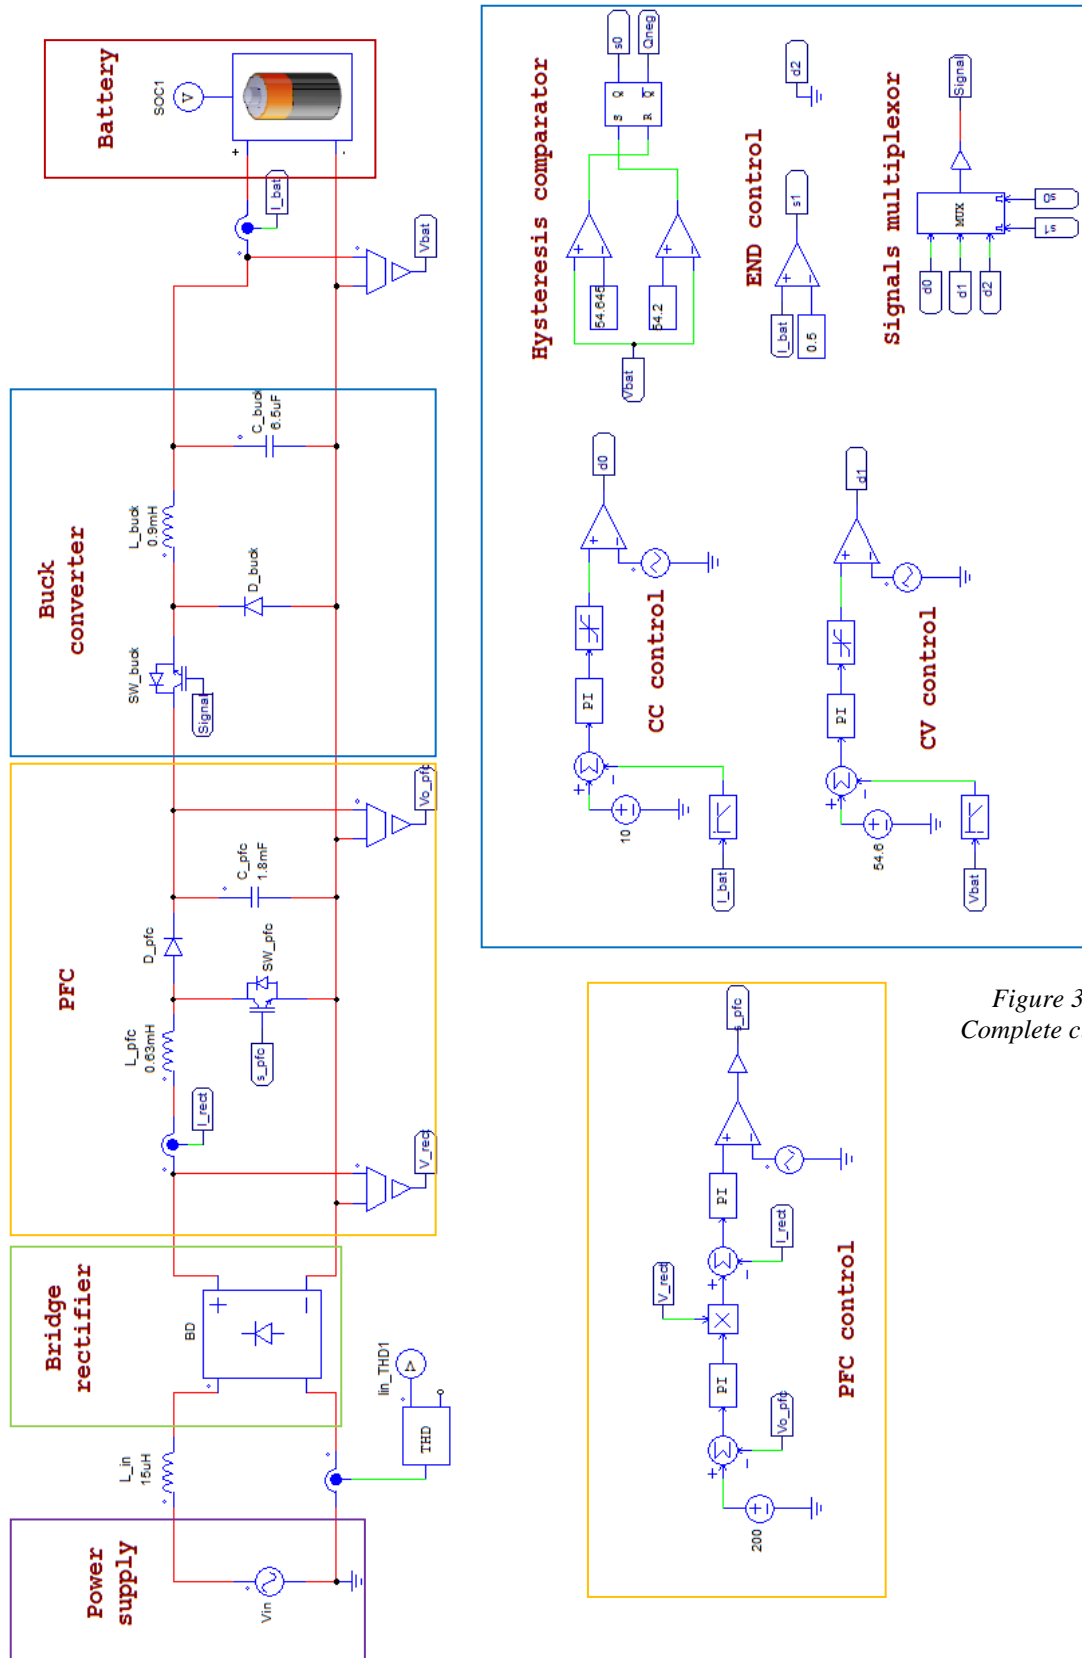 Power
supply
Vin
L_in
15uH
THD
Iin_THD1
A
Bridge
rectifier
BD
PFC
V_rect
I_rect
L_pfc
0.63mH
s_pfc
SW_pfc
D_pfc
C_pfc
1.8mF
Vo_pfc
Buck
converter
SW_buck
Signal
D_buck
L_buck
0.9mH
C_buck
6.5uF
Battery
Vbat
I_bat
SOC1
V
+
-
200
Vo_pfc
PI
V_rect
I_rect
PI
s_pfc
PFC control
I_bat
10
PI
d0
CC control
Vbat
54.6
PI
d1
CV control
Hysteresis comparator
Vbat
54.645
54.2
S Q
R Q
s0
Qneg
END control
I_bat
0.5
s1
d2
Signals multiplexor
d0
d1
d2
MUX
s1
s0
Signal
Figure 3
Complete c